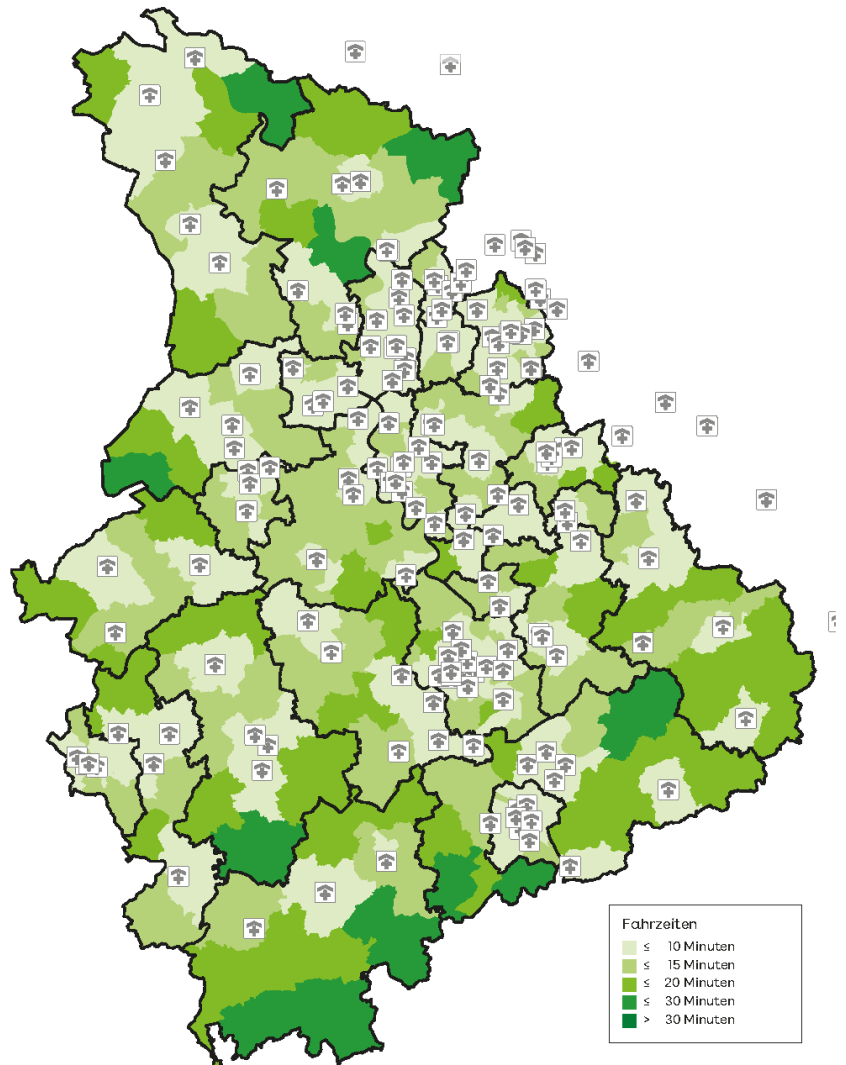 Fahrzeiten
≤ 10 Minuten
≤ 15 Minuten
≤ 20 Minuten
≤ 30 Minuten
> 30 Minuten